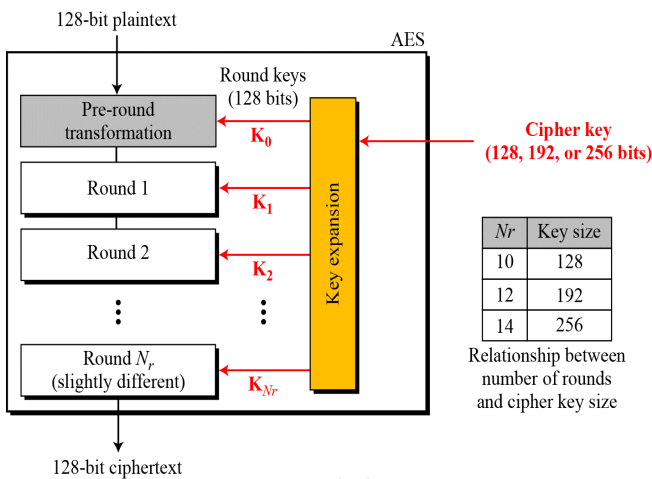 128-bit plaintext
AES
Round keys
(128 bits)
Pre-round
transformation
K0
Cipher key
(128, 192, or 256 bits)
Round 1
K1
Key expansion
Round 2
K2
Nr
Key size
10
128
12
192
14
256
Round Nr
(slightly different)
KNr
Relationship between
number of rounds
and cipher key size
128-bit ciphertext